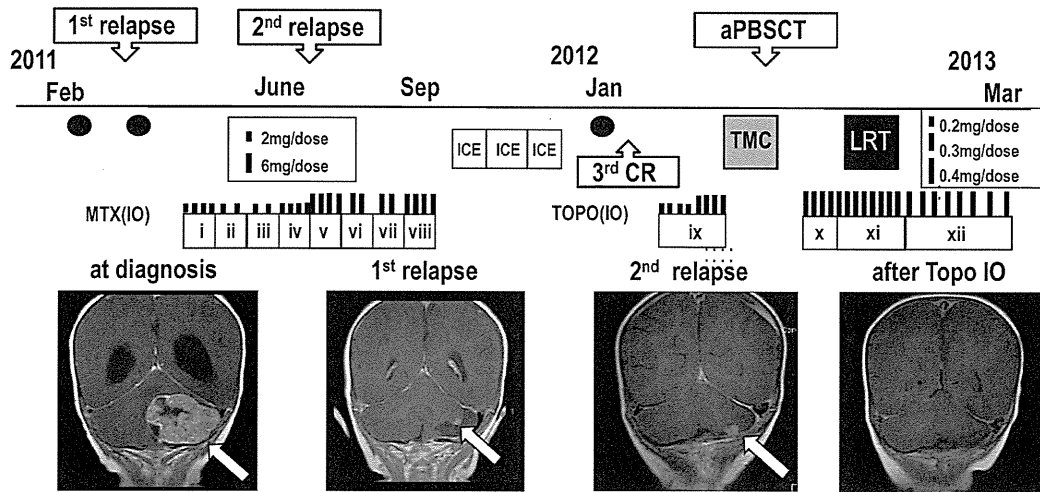 1st relapse
2nd relapse
aPBSCT
2011
2012
2013
Feb
June
Sep
Jan
Mar
2mg/dose
6mg/dose
ICE ICE ICE
3rd CR
TMC
LRT
0.2mg/dose
0.3mg/dose
0.4mg/dose
MTX(IO)
i ii iii iv v vi vii viii
TOPO(IO)
ix
x xi xii
at diagnosis
1st relapse
2nd relapse
after Topo IO